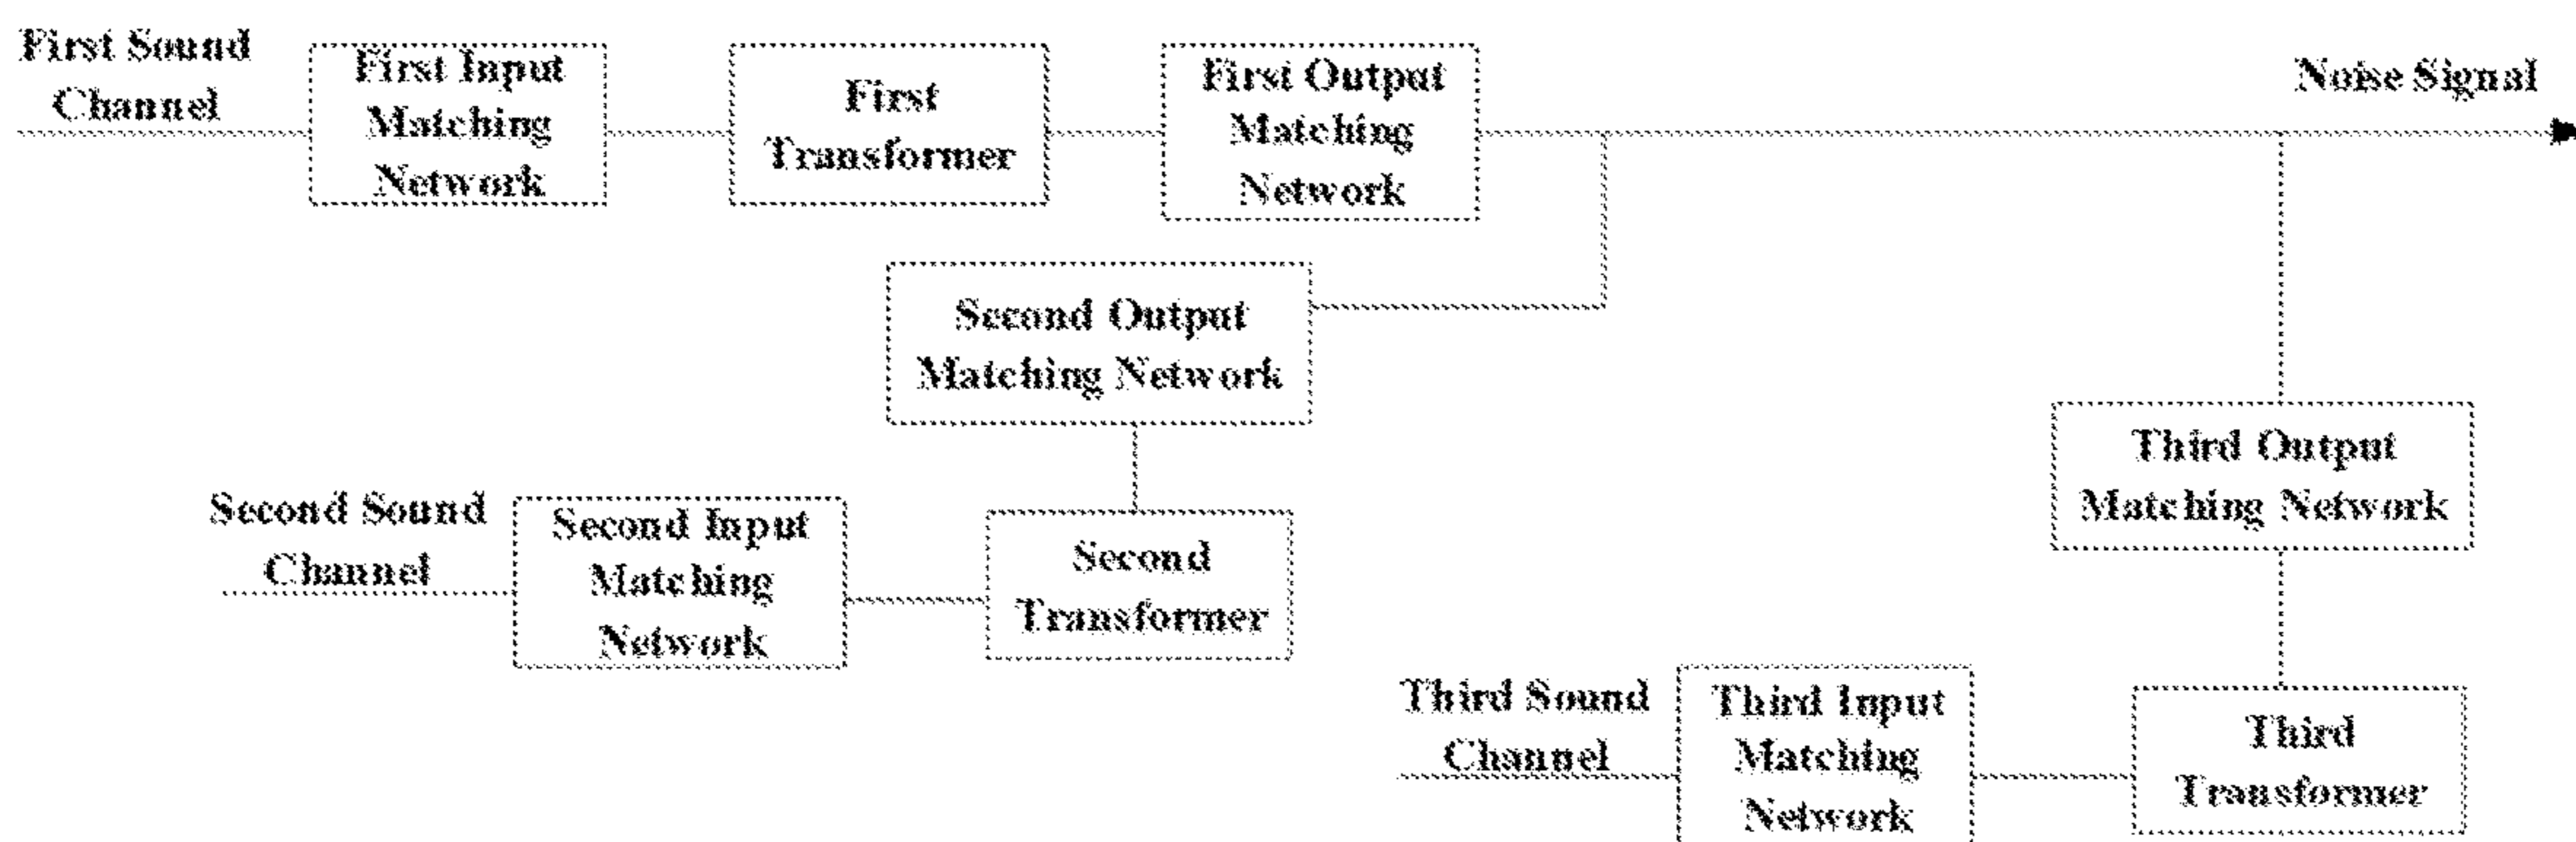 First Sound
Channel
First Input
Matching
Network
First
Transformer
First Output
Matching
Network
Noise Signal
Second Output
Matching Network
Third Output
Matching Network
Second Sound
Channel
Second Input
Matching
Network
Second
Transformer
Third Sound
Channel
Third Input
Matching
Network
Third
Transformer